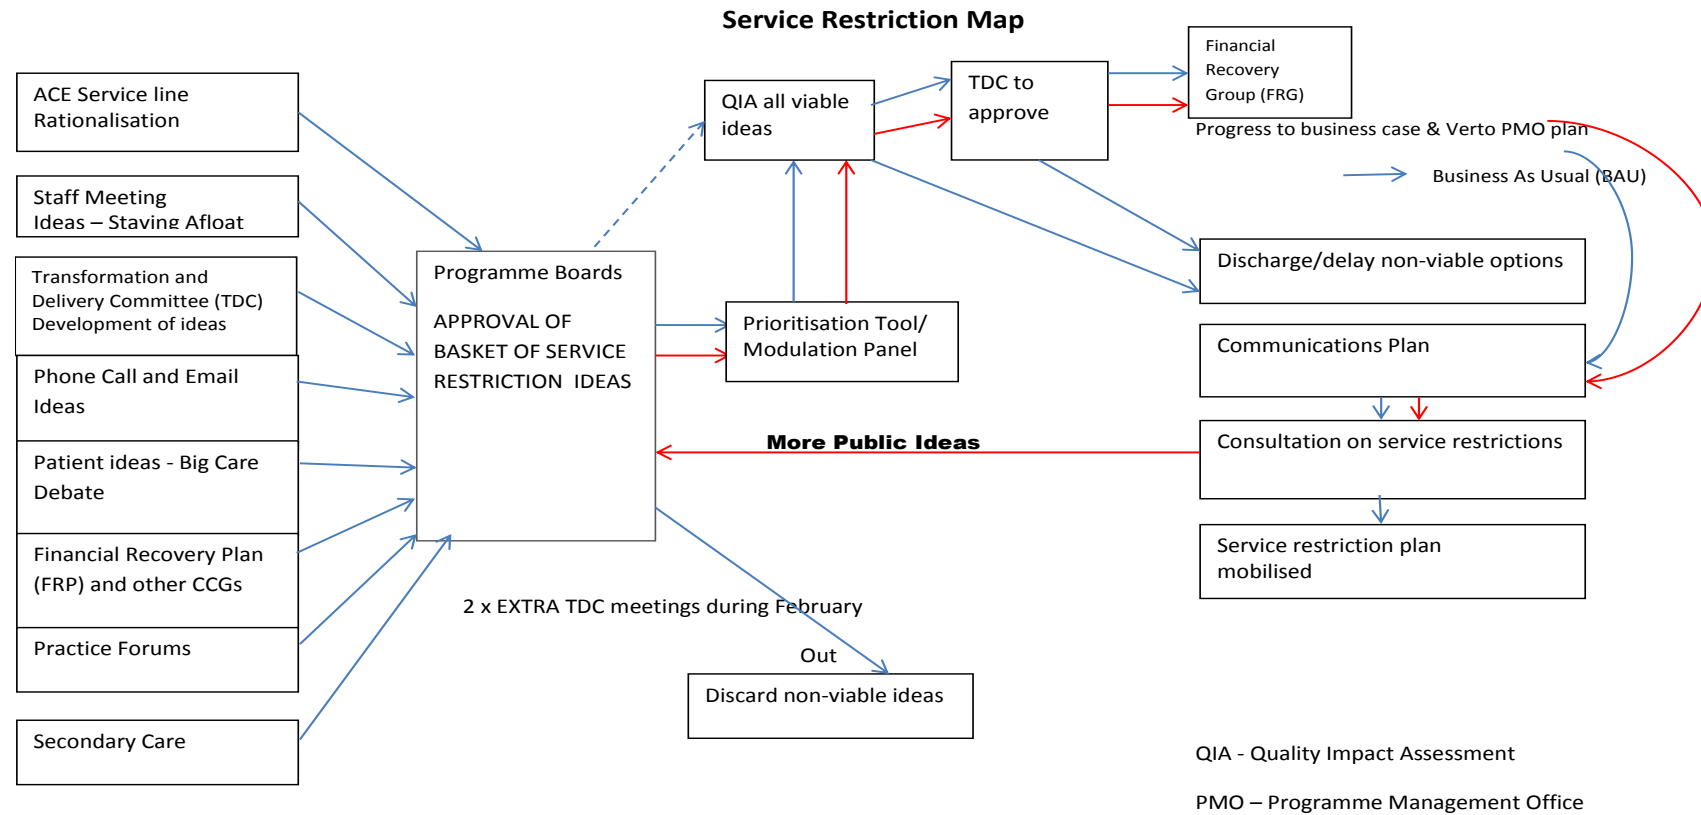 Service Restriction Map
ACE Service line
Rationalisation
Staff Meeting
Ideas – Staying Afloat
Transformation and
Delivery Committee (TDC)
Development of ideas
Phone Call and Email
Ideas
Patient ideas - Big Care
Debate
Financial Recovery Plan
(FRP) and other CCGs
Practice Forums
Secondary Care
Programme Boards
APPROVAL OF
BASKET OF SERVICE
RESTRICTION IDEAS
2 x EXTRA TDC meetings during February
Out
Discard non-viable ideas
QIA all viable
ideas
Prioritisation Tool/
Modulation Panel
More Public Ideas
TDC to
approve
Financial
Recovery
Group (FRG)
Progress to business case & Verto PMO plan
Business As Usual (BAU)
Discharge/delay non-viable options
Communications Plan
Consultation on service restrictions
Service restriction plan
mobilised
QIA - Quality Impact Assessment
PMO – Programme Management Office